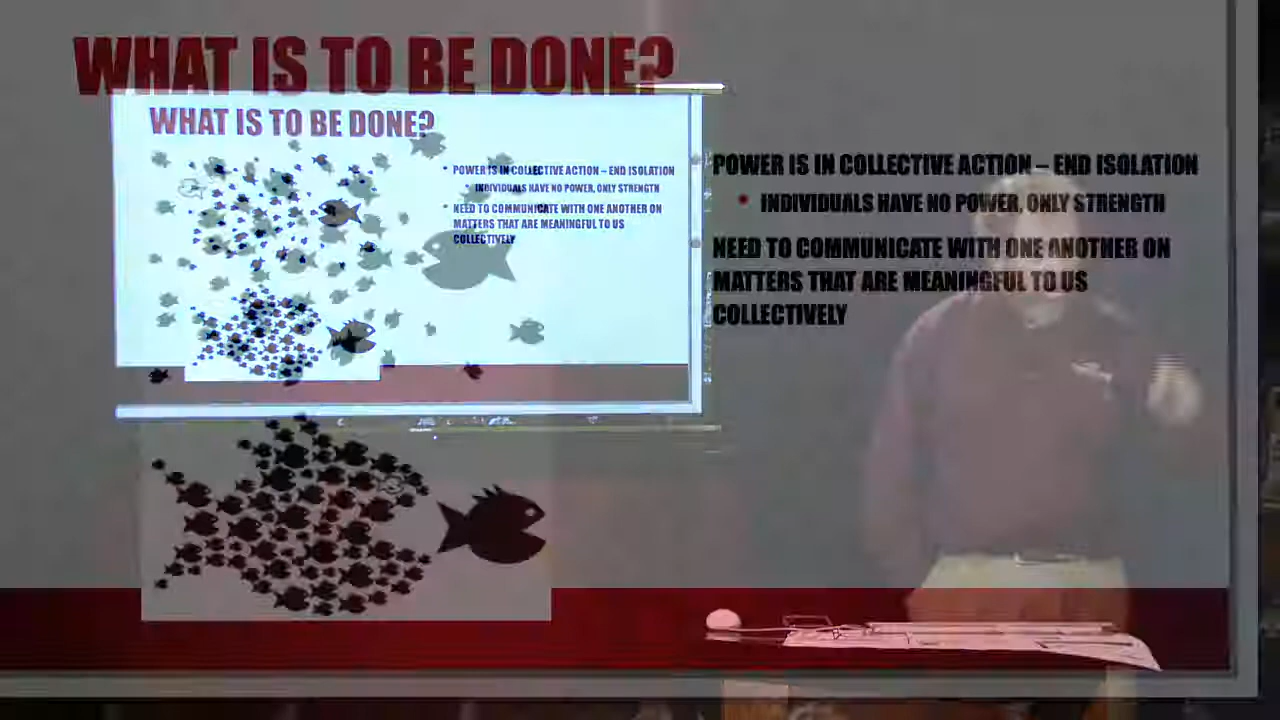 WHAT IS TO BE DONE?
WHAT IS TO BE DONE?
• POWER IS IN COLLECTIVE ACTION – END ISOLATION
• INDIVIDUALS HAVE NO POWER, ONLY STRENGTH
• NEED TO COMMUNICATE WITH ONE ANOTHER ON
MATTERS THAT ARE MEANINGFUL TO US
COLLECTIVELY
POWER IS IN COLLECTIVE ACTION – END ISOLATION
• INDIVIDUALS HAVE NO POWER, ONLY STRENGTH
NEED TO COMMUNICATE WITH ONE ANOTHER ON
MATTERS THAT ARE MEANINGFUL TO US
COLLECTIVELY